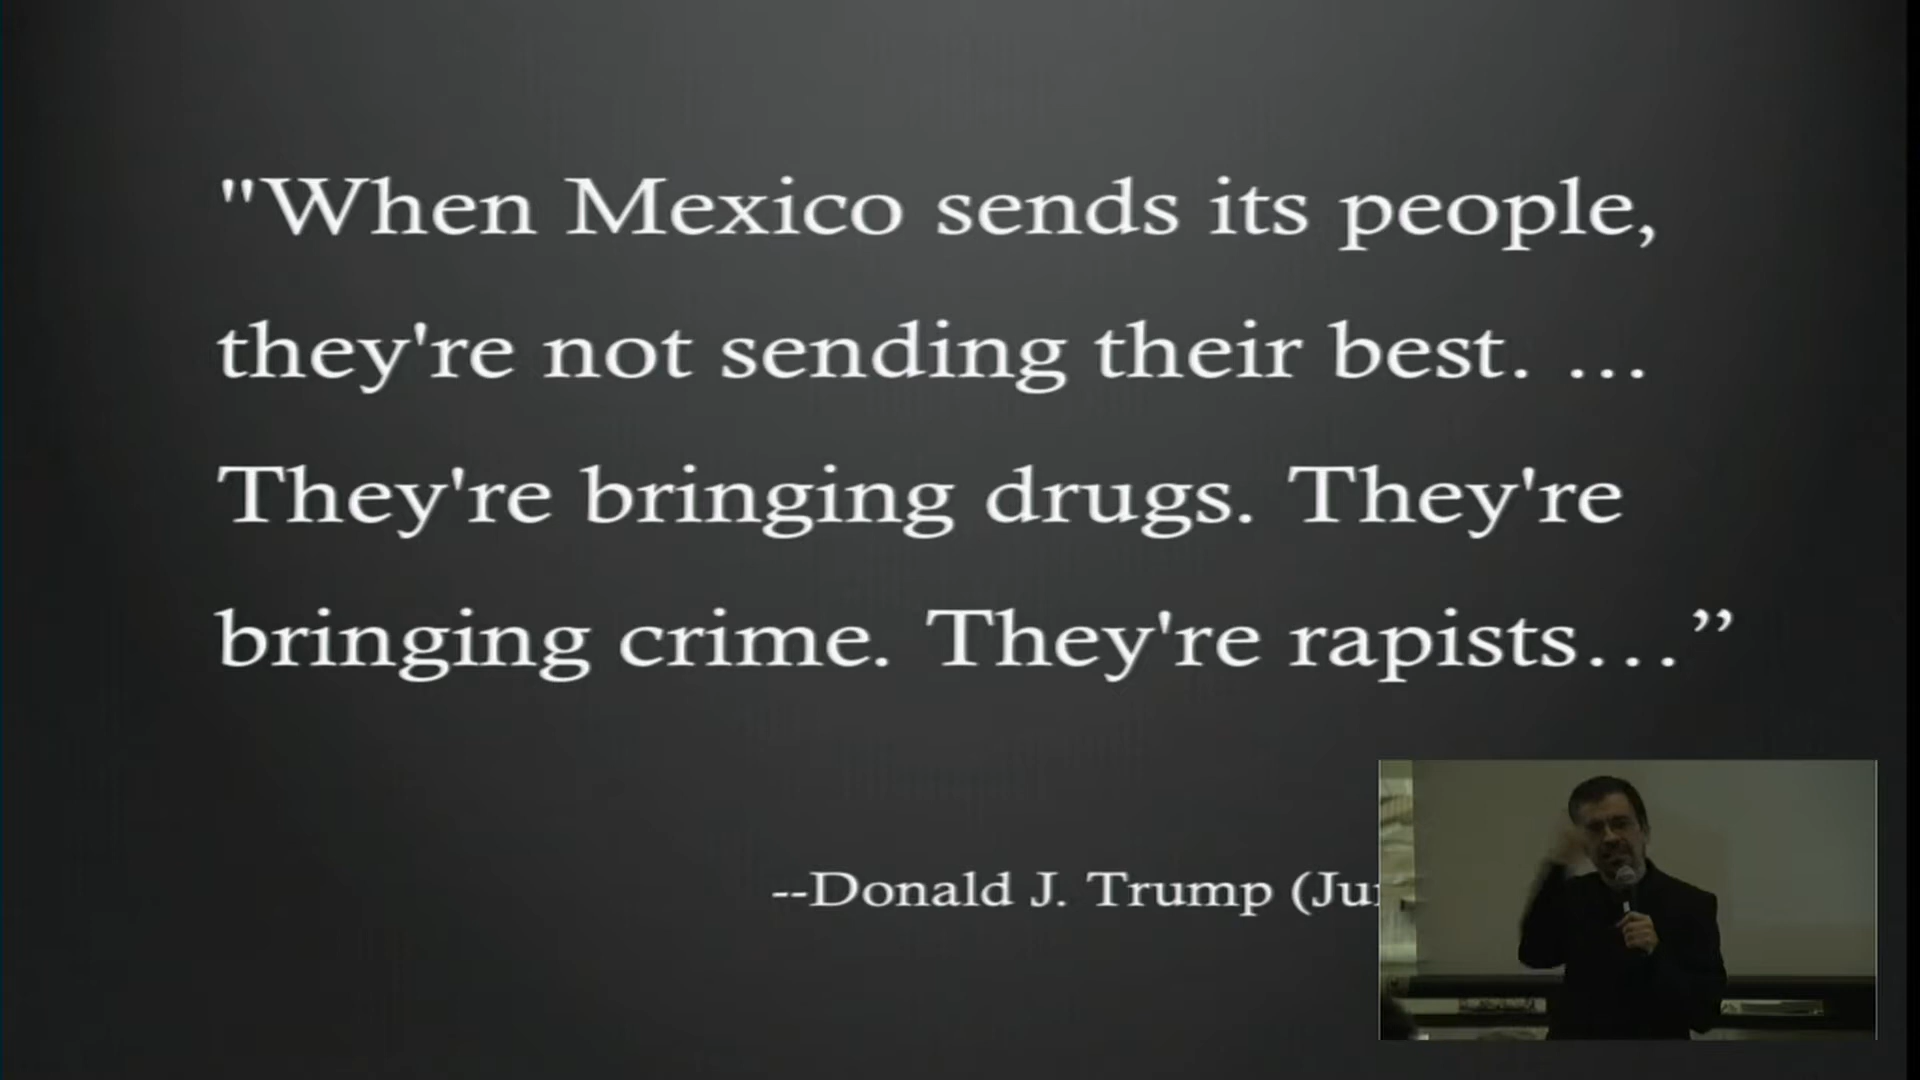 "When Mexico sends its people,
they're not sending their best. ...
They're bringing drugs. They're
bringing crime. They're rapists…”
--Donald J. Trump (Ju